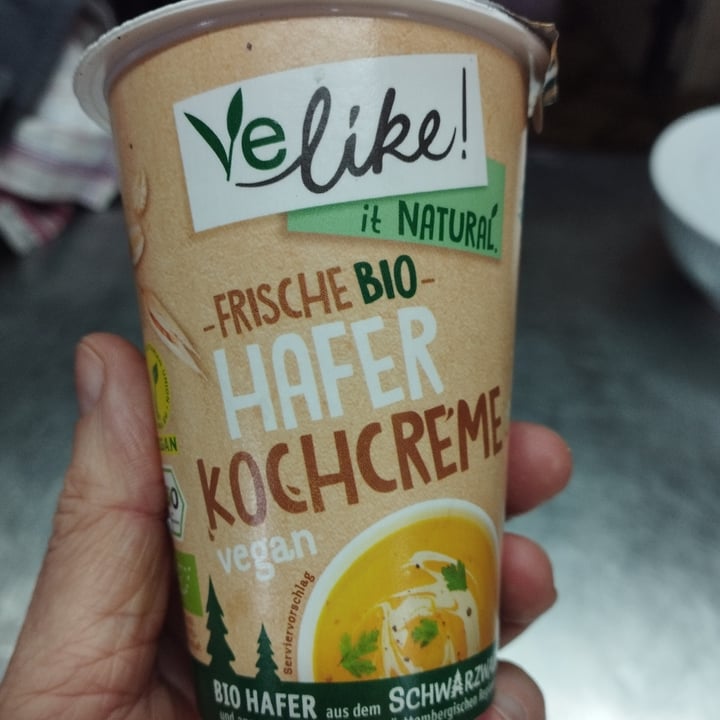 Velike!
it NATURAL
-FRISCHE BIO-
HAFER
KOCHCREME
vegan
Serviervorschlag
BIO HAFER aus dem SCHWARZW